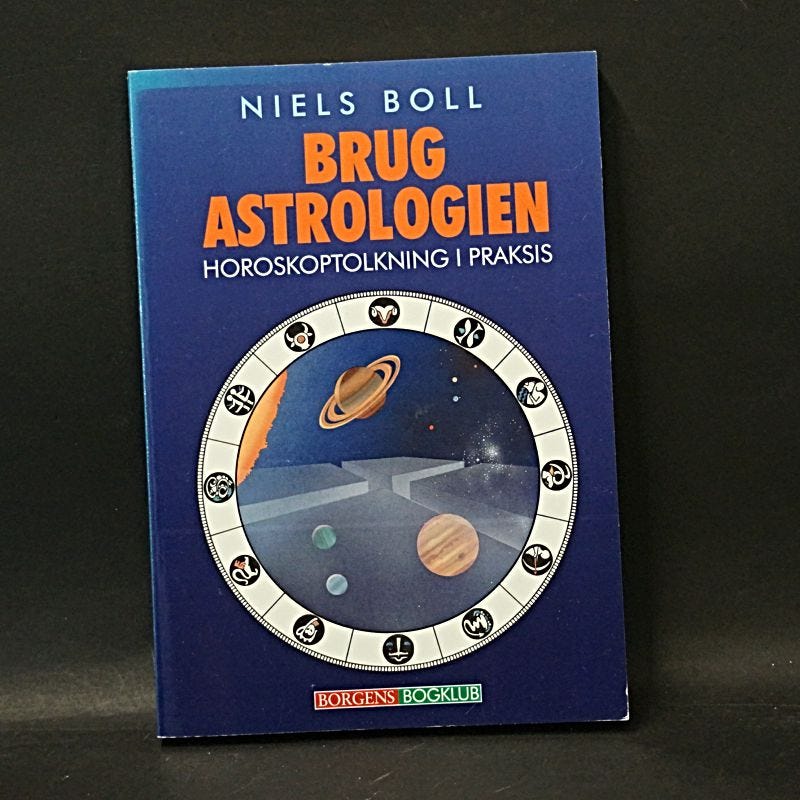 NIELS BOLL
BRUG
ASTROLOGIEN
HOROSKOPTOLKNING I PRAKSIS
BORGENS BOGKLUB